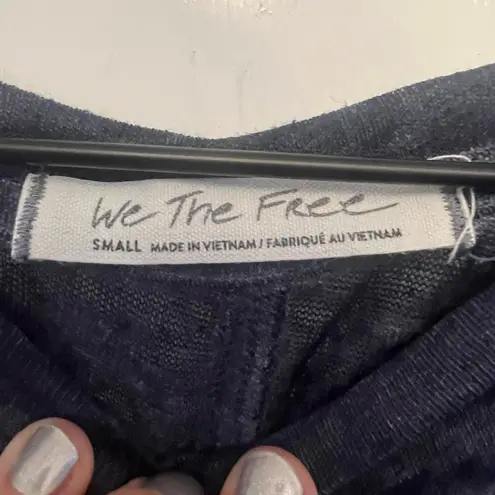 We The Free
SMALL MADE IN VIETNAM / FABRIQUÉ AU VIETNAM